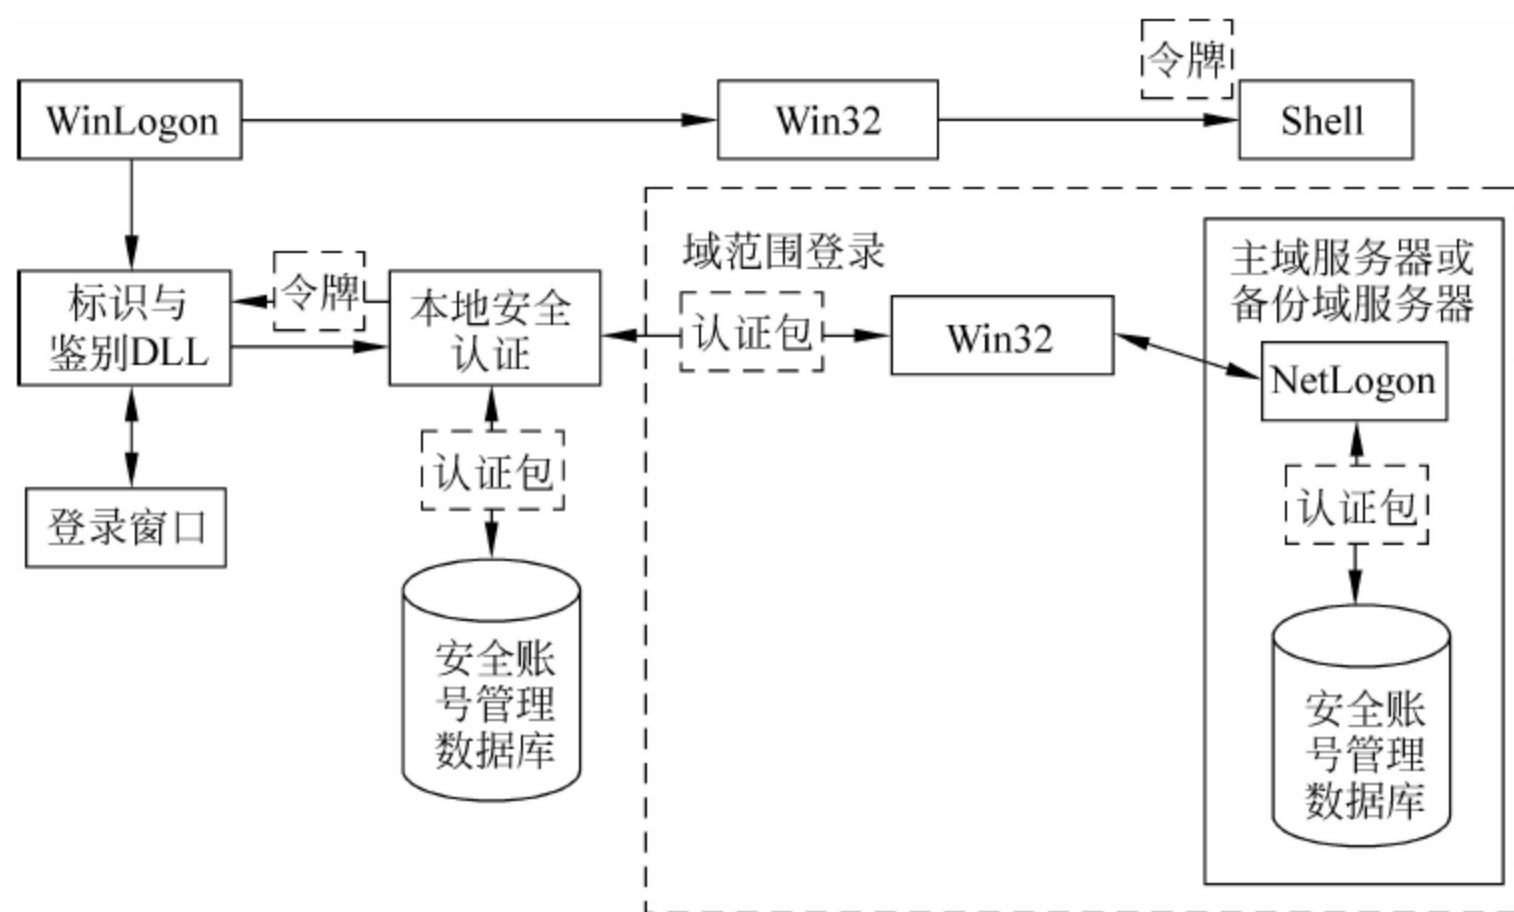 令牌
WinLogon
Win32
Shell
域范围登录
主域服务器或
备份域服务器
标识与
鉴别DLL
令牌
本地安全
认证
认证包
Win32
NetLogon
认证包
认证包
登录窗口
安全账
号管理
数据库
安全账
号管理
数据库